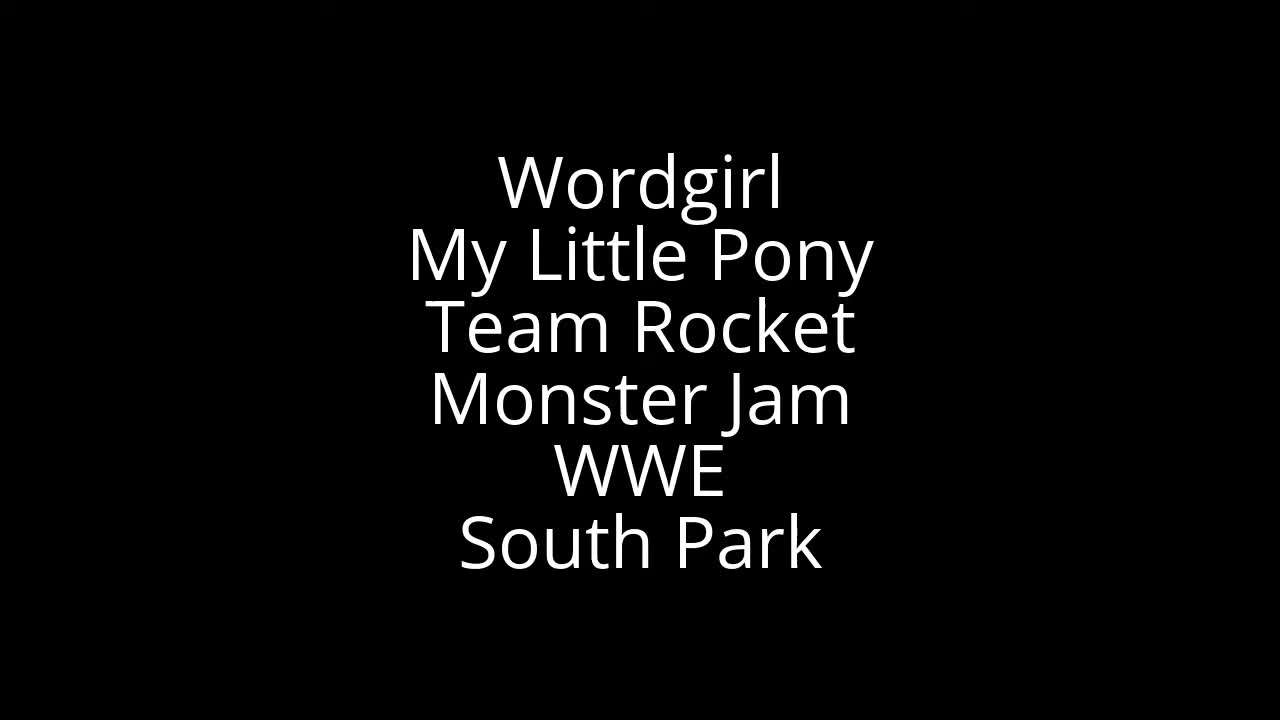 Wordgirl
My Little Pony
Team Rocket
Monster Jam
WWE
South Park